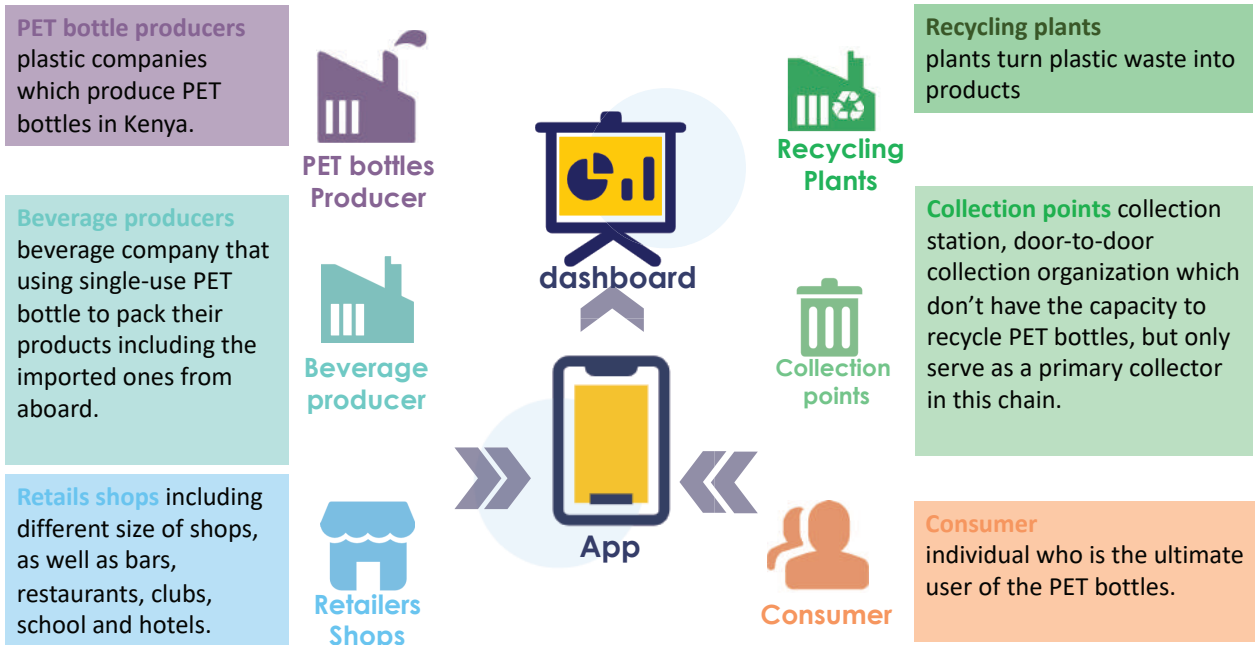 PET bottle producers
plastic companies
which produce PET
bottles in Kenya.
PET bottles
Producer
Beverage producers
beverage company that
using single-use PET
bottle to pack their
products including the
imported ones from
aboard.
Beverage
producer
Retails shops including
different size of shops,
as well as bars,
restaurants, clubs,
school and hotels.
Retailers
Shops
dashboard
App
Recycling
Plants
Recycling plants
plants turn plastic waste into
products
Collection
points
Collection points collection
station, door-to-door
collection organization which
don’t have the capacity to
recycle PET bottles, but only
serve as a primary collector
in this chain.
Consumer
Consumer
individual who is the ultimate
user of the PET bottles.